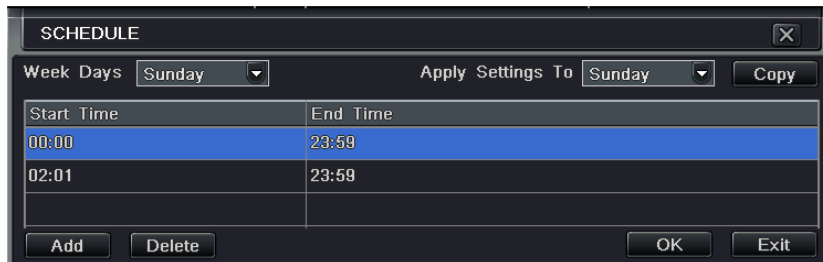 SCHEDULE
Week Days Sunday Apply Settings To Sunday Copy
Start Time End Time
00:00 23:59
02:01 23:59
Add Delete OK Exit